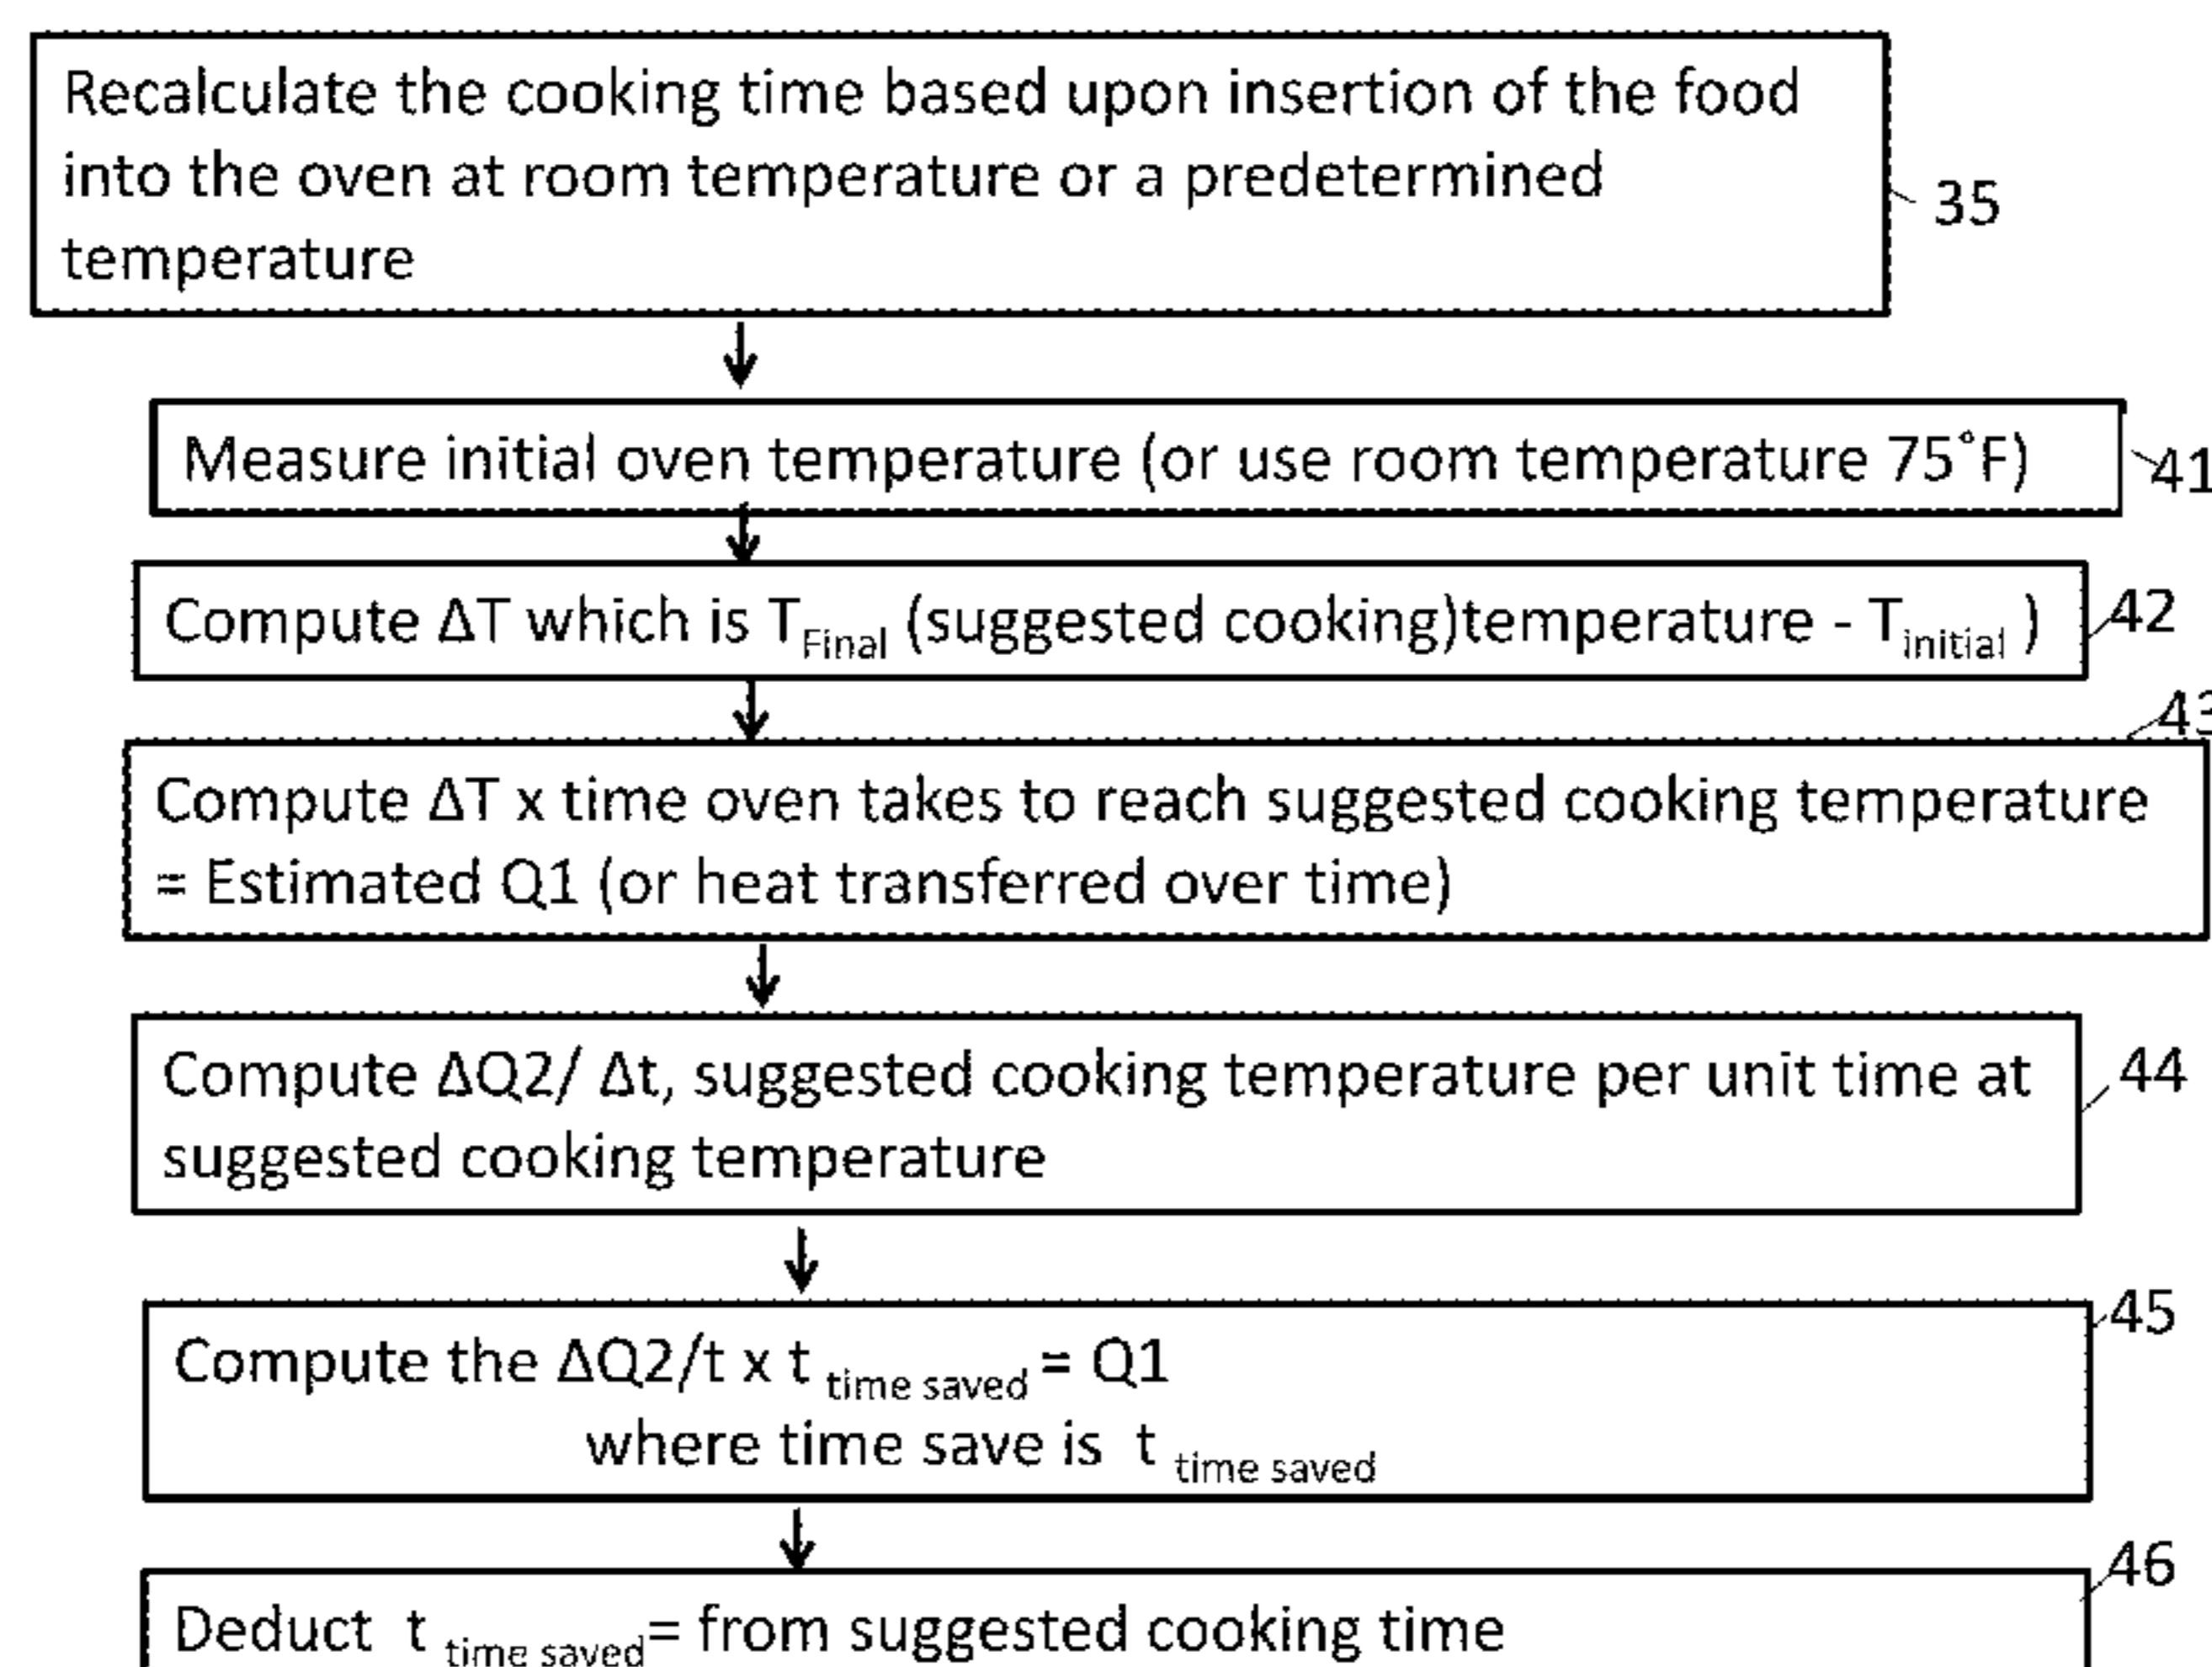 Recalculate the cooking time based upon insertion of the food
into the oven at room temperature or a predetermined
temperature
35
Measure initial oven temperature (or use room temperature 75°F)
41
Compute ΔT which is T Final (suggested cooking)temperature - T initial )
42
43
Compute ΔT x time oven takes to reach suggested cooking temperature
= Estimated Q1 (or heat transferred over time)
Compute ΔQ2/ Δt, suggested cooking temperature per unit time at
suggested cooking temperature
44
45
Compute the ΔQ2/t x t time saved = Q1
where time save is t time saved
46
Deduct t time saved= from suggested cooking time